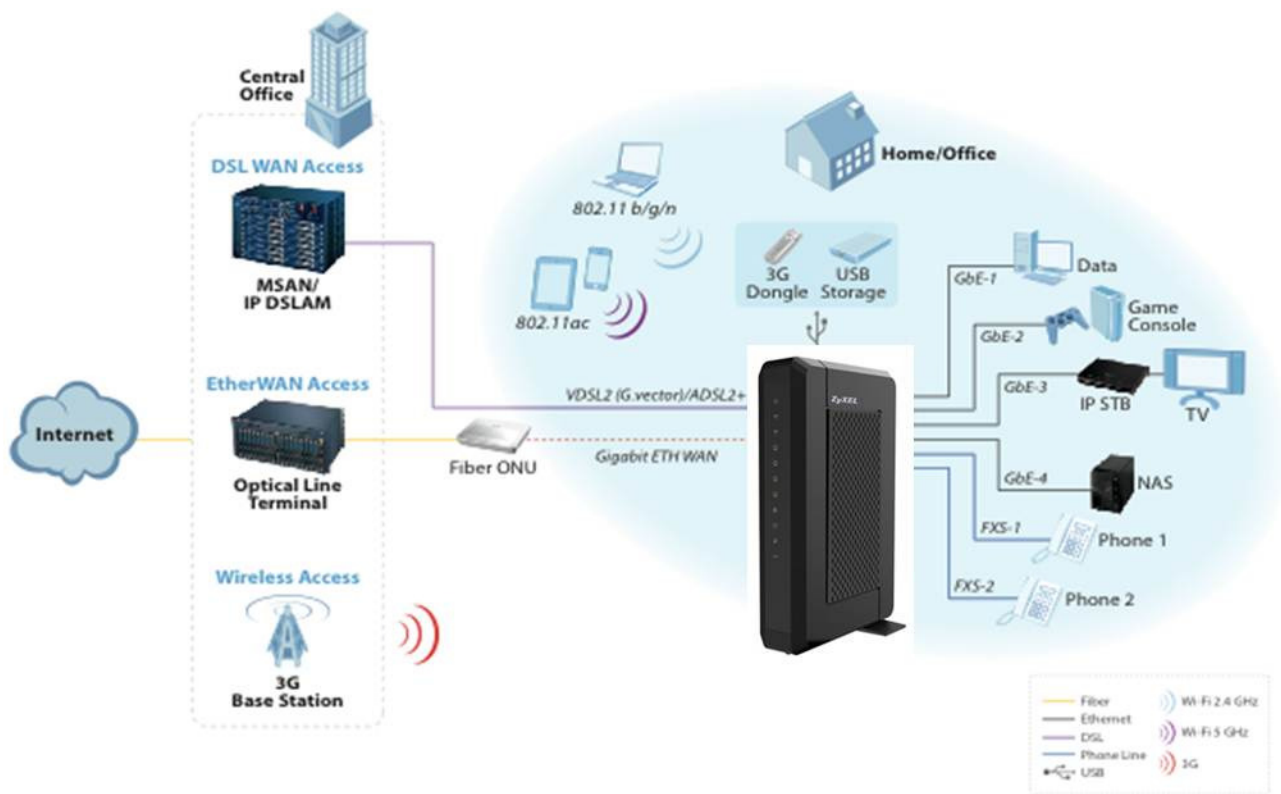 Central
Office
DSL WAN Access
MSAN/
IP DSLAM
EtherWAN Access
Internet
Optical Line
Terminal
Fiber ONU
Wireless Access
3G
Base Station
Home/Office
802.11 b/g/n
802.11ac
3G
Dongle
USB
Storage
VDSL2 (G.vector)/ADSL2+
Gigabit ETH WAN
ZyXEL
GbE-1
Data
GbE-2
Game
Console
GbE-3
IP STB
TV
GbE-4
NAS
FXS-1
Phone 1
FXS-2
Phone 2
Fiber
Ethernet
DSL
Phone Line
USB
Wi-Fi 2.4 GHz
Wi-Fi 5 GHz
3G